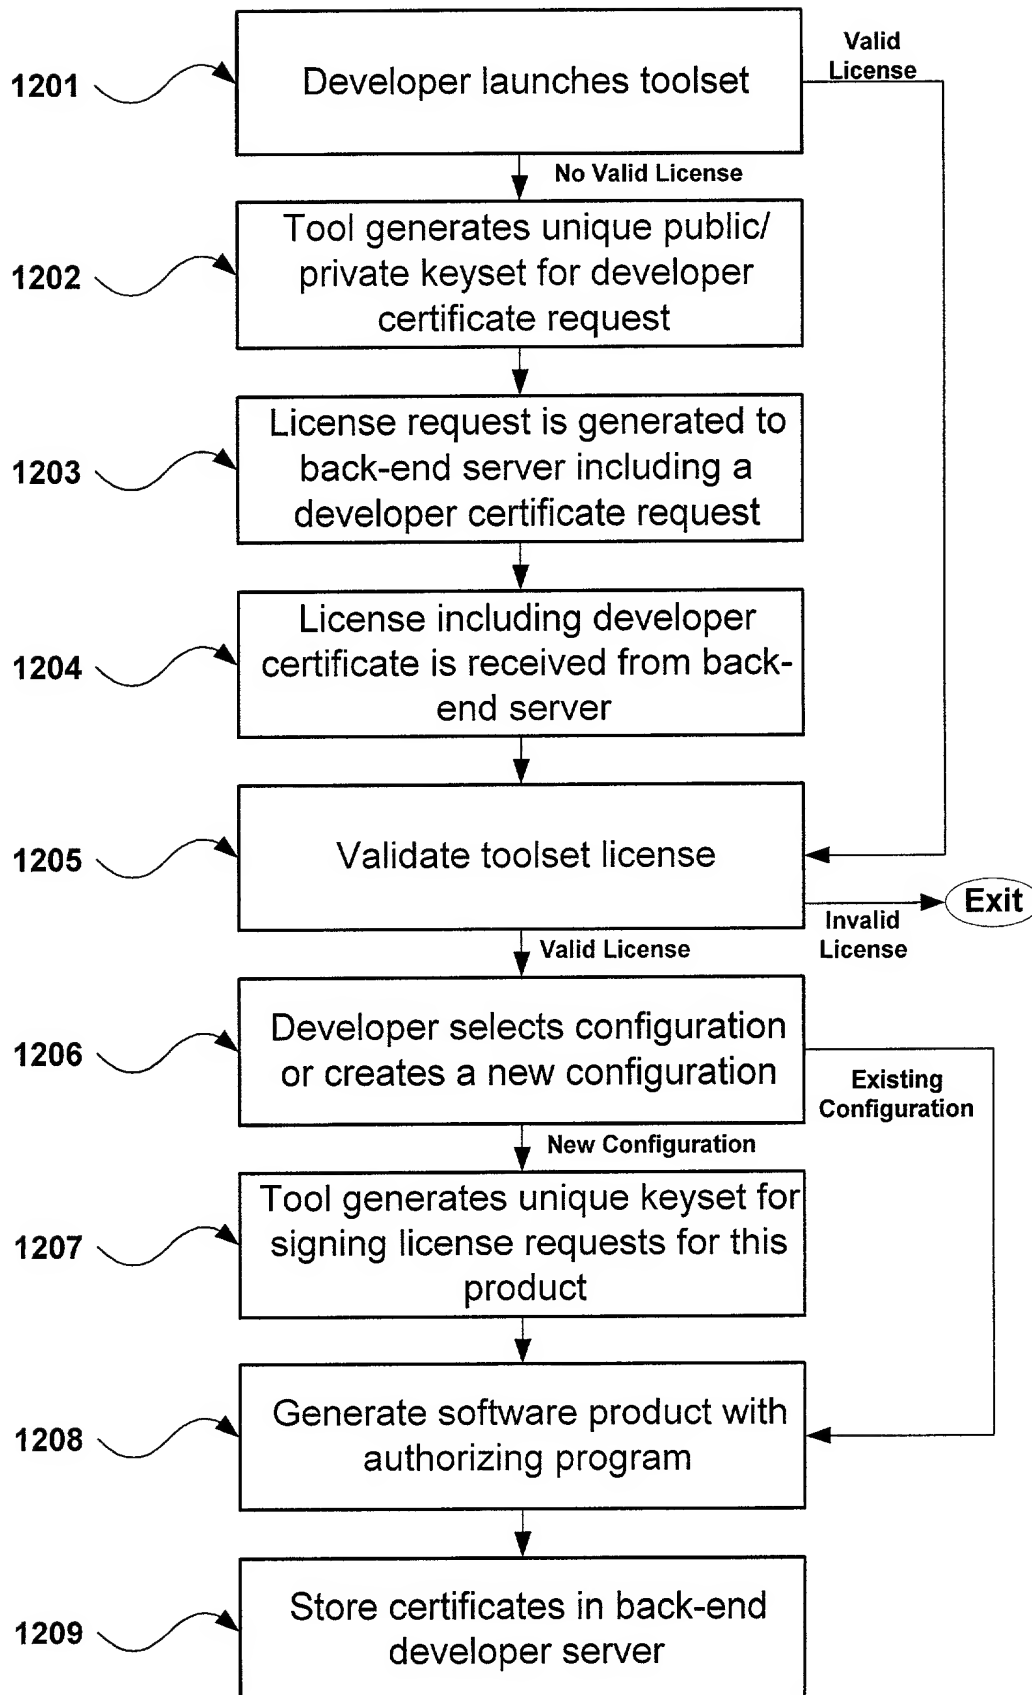 Valid
License
1201
Developer launches toolset
No Valid License
1202
Tool generates unique public/
private keyset for developer
certificate request
1203
License request is generated to
back-end server including a
developer certificate request
1204
License including developer
certificate is received from back-
end server
1205
Validate toolset license
Exit
Invalid
License
Valid License
1206
Developer selects configuration
or creates a new configuration
Existing
Configuration
New Configuration
1207
Tool generates unique keyset for
signing license requests for this
product
1208
Generate software product with
authorizing program
1209
Store certificates in back-end
developer server